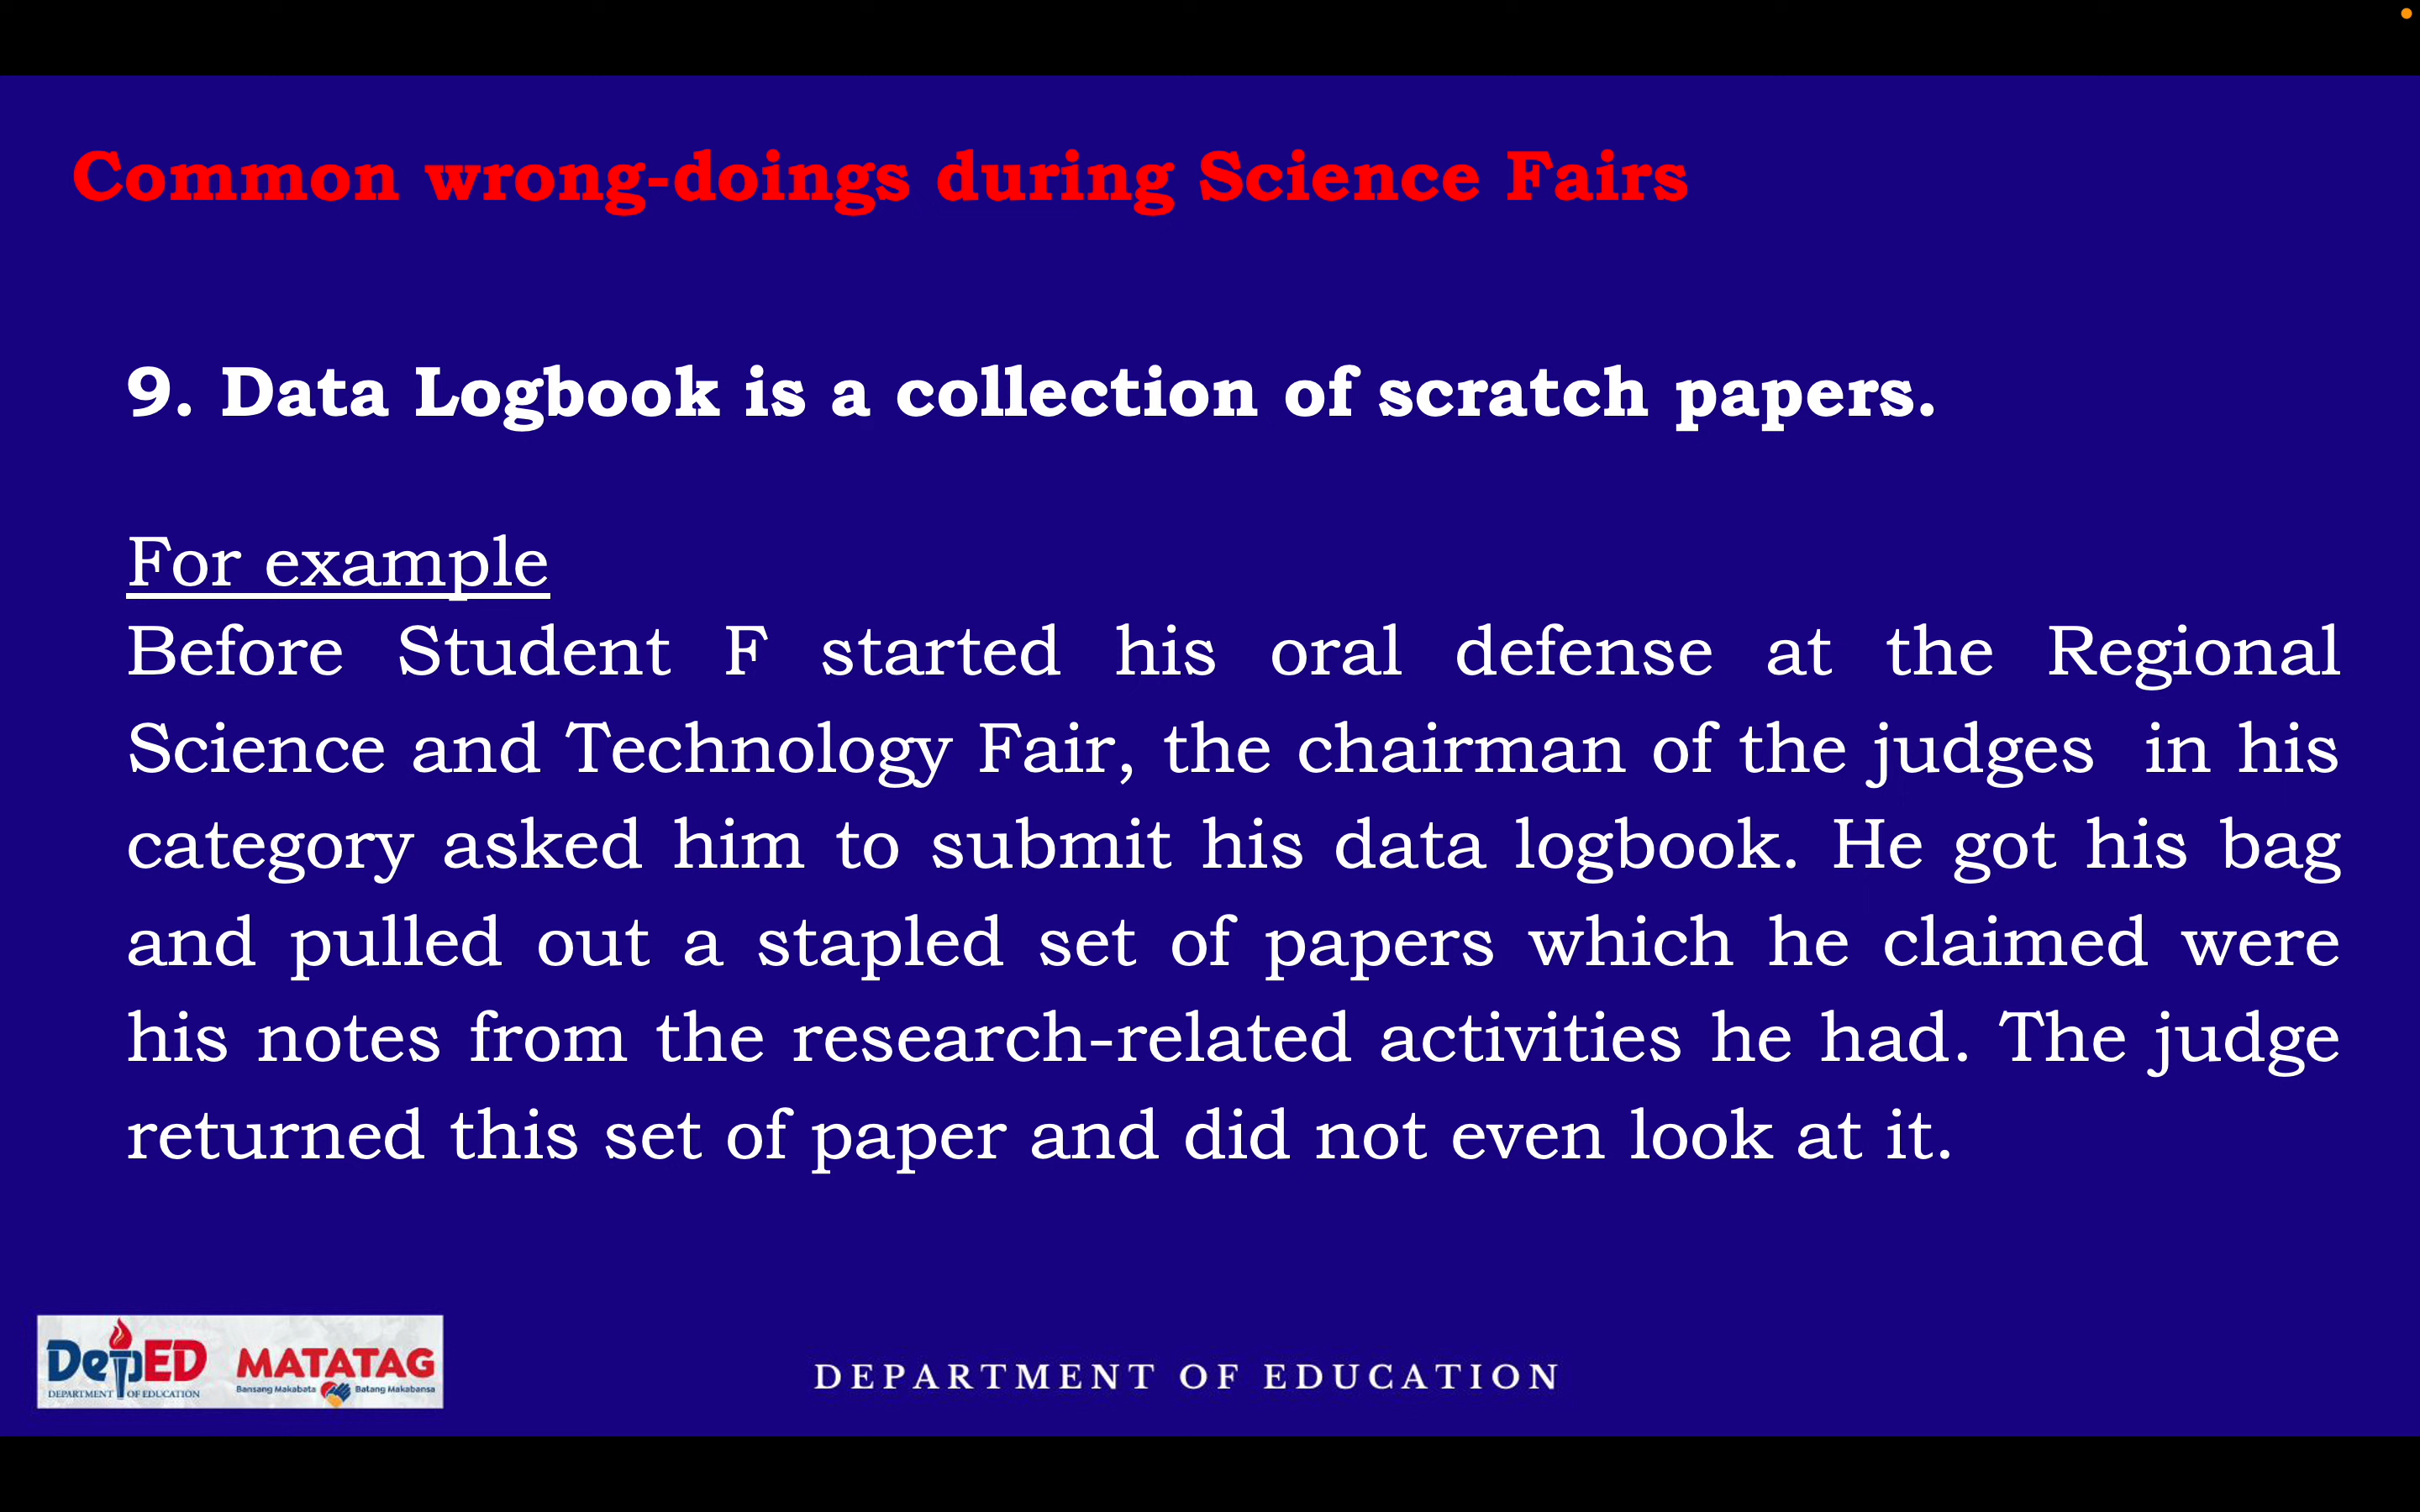 Common wrong-doings during Science Fairs
9. Data Logbook is a collection of scratch papers.
For example
Before Student F started his oral defense at the Regional
Science and Technology Fair, the chairman of the judges in his
category asked him to submit his data logbook. He got his bag
and pulled out a stapled set of papers which he claimed were
his notes from the research-related activities he had. The judge
returned this set of paper and did not even look at it.
DepED MATATAG
DEPARTMENT OF EDUCATION Bansang Makabata Batang Makabansa
DEPARTMENT OF EDUCATION